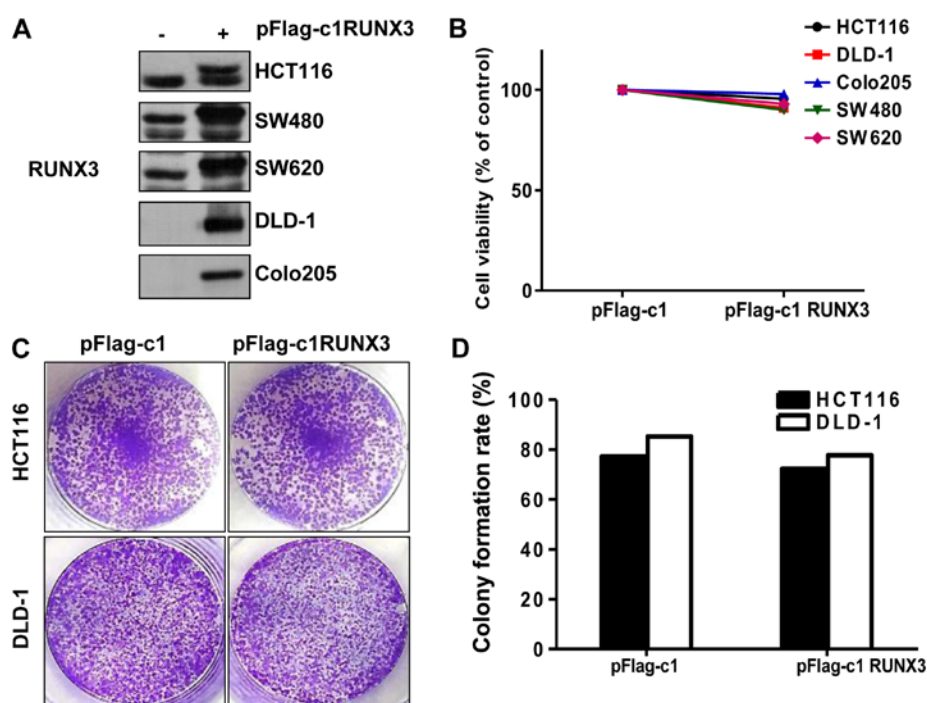 A
- + pFlag-c1RUNX3
HCT116
SW480
RUNX3
SW620
DLD-1
Colo205
B
HCT116
DLD-1
Colo205
SW480
SW620
Cell viability (% of control)
100
50
0
pFlag-c1 pFlag-c1 RUNX3
C
pFlag-c1 pFlag-c1RUNX3
HCT116
DLD-1
D
HCT116
DLD-1
Colony formation rate (%)
100
80
60
40
20
0
pFlag-c1 pFlag-c1 RUNX3